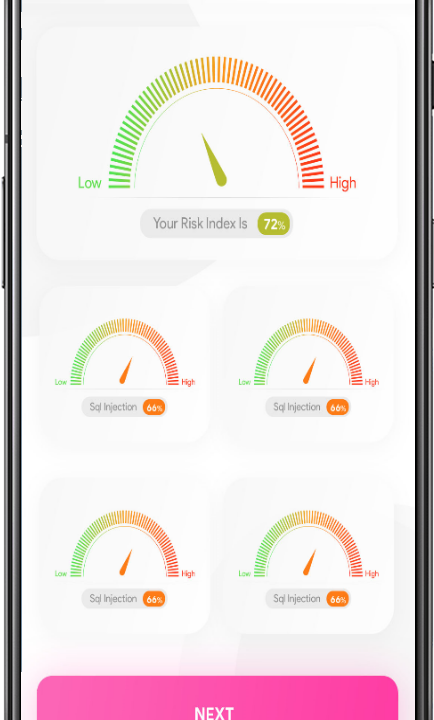 Low
High
Your Risk Index Is 72%
Low
High
Low
High
Sql Injection 66%
Sql Injection 66%
Low
High
Low
High
Sql Injection 66%
Sql Injection 66%
NEXT